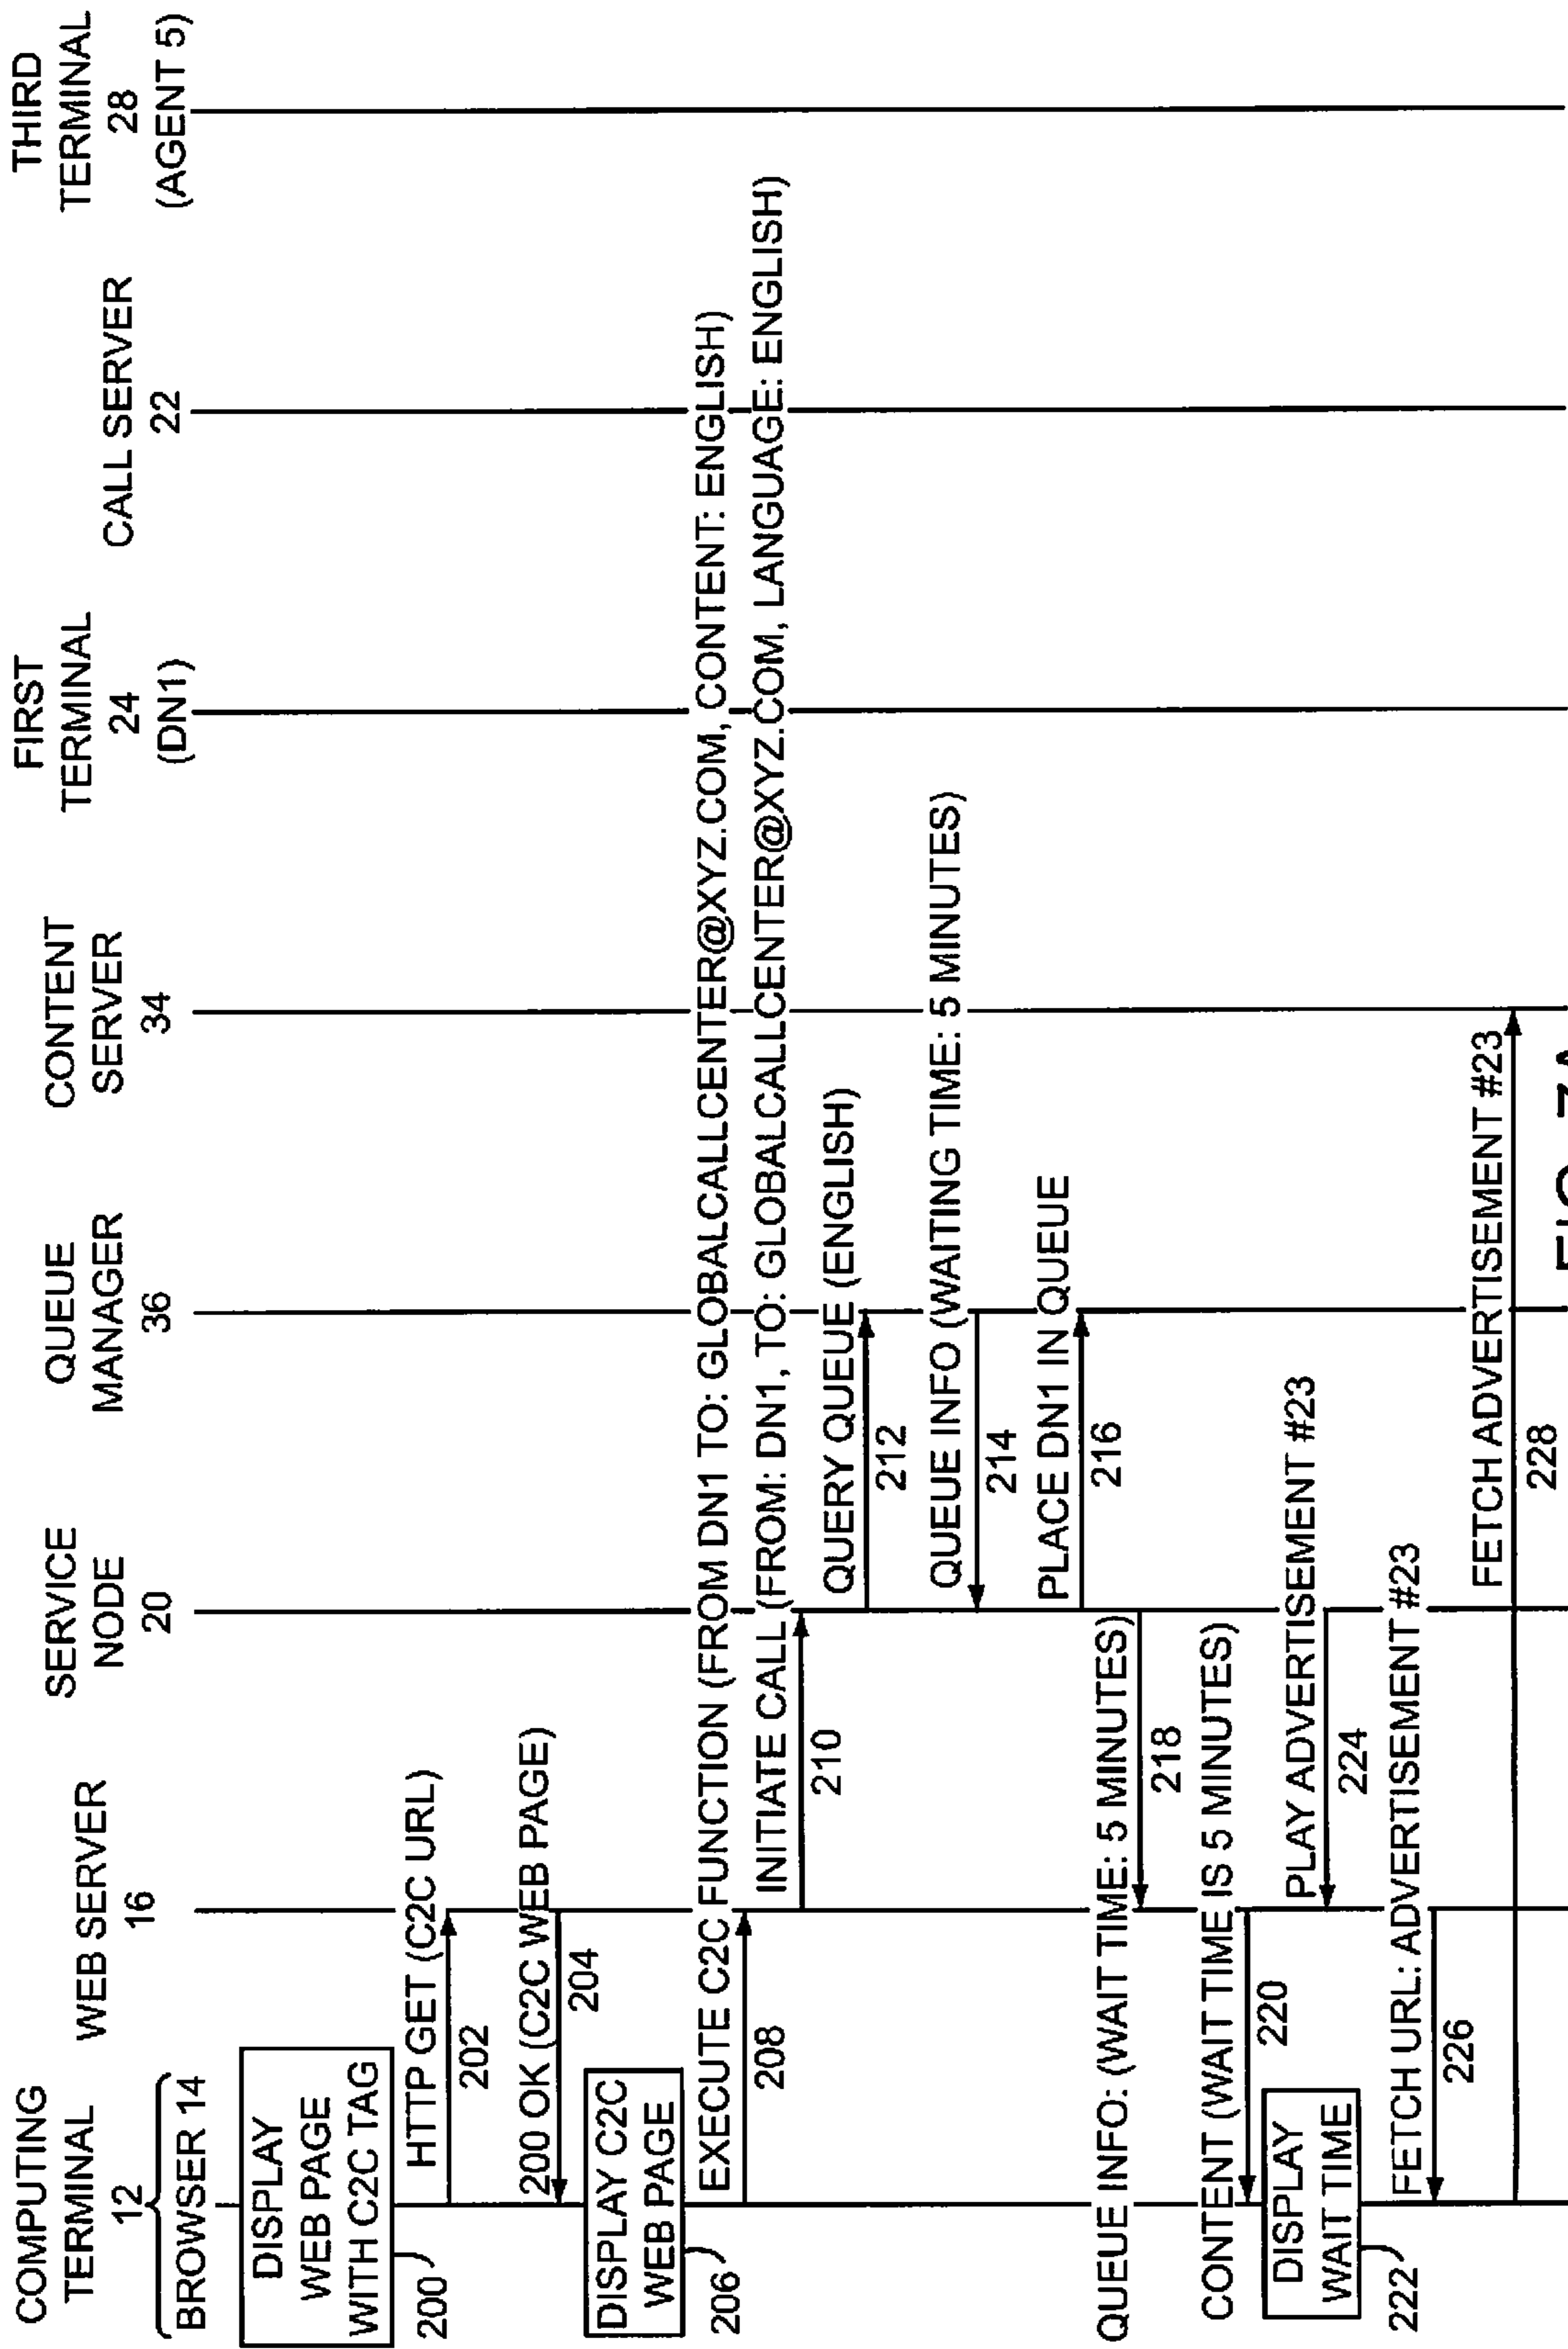 COMPUTING
TERMINAL
12
BROWSER 14
WEB SERVER
16
SERVICE
NODE
20
QUEUE
MANAGER
36
CONTENT
SERVER
34
FIRST
TERMINAL
24
(DN1)
CALL SERVER
22
THIRD
TERMINAL
28
(AGENT 5)
DISPLAY
WEB PAGE
WITH C2C TAG
200
HTTP GET (C2C URL)
202
200 OK (C2C WEB PAGE)
204
DISPLAY C2C
WEB PAGE
206
EXECUTE C2C FUNCTION (FROM DN1 TO: GLOBALCALLCENTER@XYZ.COM, CONTENT: ENGLISH)
208
INITIATE CALL (FROM: DN1, TO: GLOBALCALLCENTER@XYZ.COM, LANGUAGE: ENGLISH)
210
QUERY QUEUE (ENGLISH)
212
QUEUE INFO (WAITING TIME: 5 MINUTES)
214
PLACE DN1 IN QUEUE
216
QUEUE INFO: (WAIT TIME: 5 MINUTES)
218
CONTENT (WAIT TIME IS 5 MINUTES)
220
DISPLAY
WAIT TIME
222
PLAY ADVERTISEMENT #23
224
FETCH URL: ADVERTISEMENT #23
226
FETCH ADVERTISEMENT #23
228